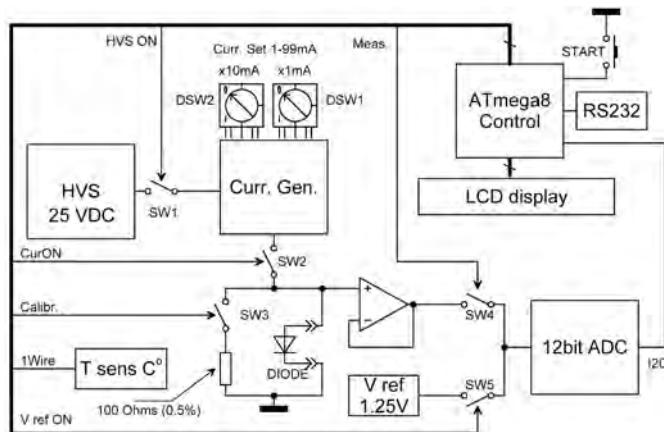 HVS ON
Curr. Set 1-99mA
Meas.
START
x10mA
x1mA
DSW2
DSW1
ATmega8
Control
RS232
HVS
25 VDC
SW1
Curr. Gen.
LCD display
CurON
SW2
Calibr.
SW3
+
−
SW4
12bit ADC
1Wire
T sens C°
DIODE
V ref
1.25V
SW5
100 Ohms (0.5%)
V ref ON